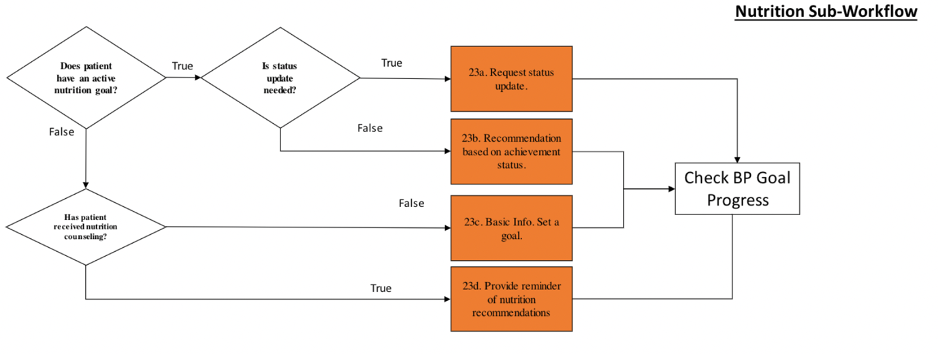 Nutrition Sub-Workflow
Does patient
have an active
nutrition goal?
True
Is status
update
needed?
True
23a. Request status
update.
False
False
23b. Recommendation
based on achievement
status.
Check BP Goal
Progress
Has patient
received nutrition
counseling?
False
23c. Basic Info. Set a
goal.
True
23d. Provide reminder
of nutrition
recommendations